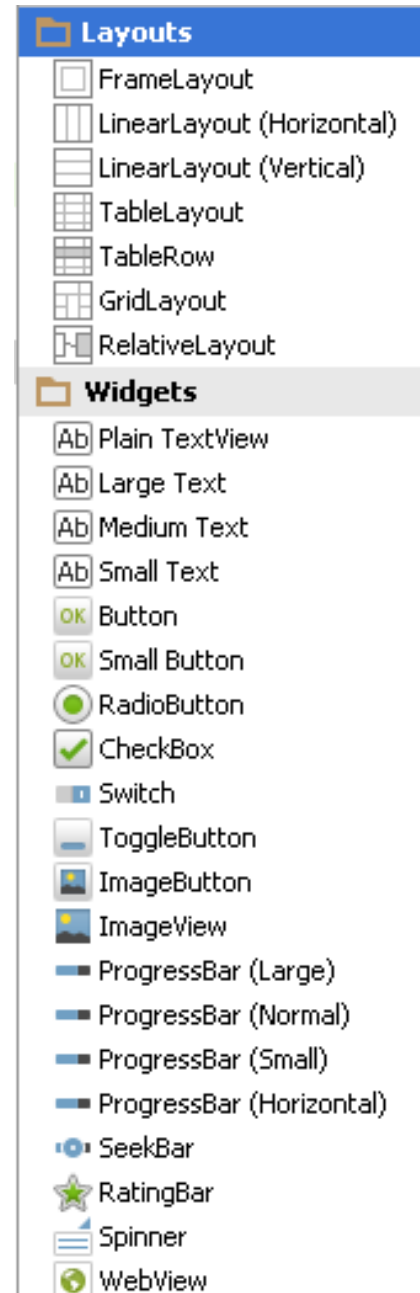 Layouts
FrameLayout
LinearLayout (Horizontal)
LinearLayout (Vertical)
TableLayout
TableRow
GridLayout
RelativeLayout
Widgets
Ab Plain TextView
Ab Large Text
Ab Medium Text
Ab Small Text
OK Button
OK Small Button
RadioButton
CheckBox
Switch
ToggleButton
ImageButton
ImageView
ProgressBar (Large)
ProgressBar (Normal)
ProgressBar (Small)
ProgressBar (Horizontal)
SeekBar
RatingBar
Spinner
WebView